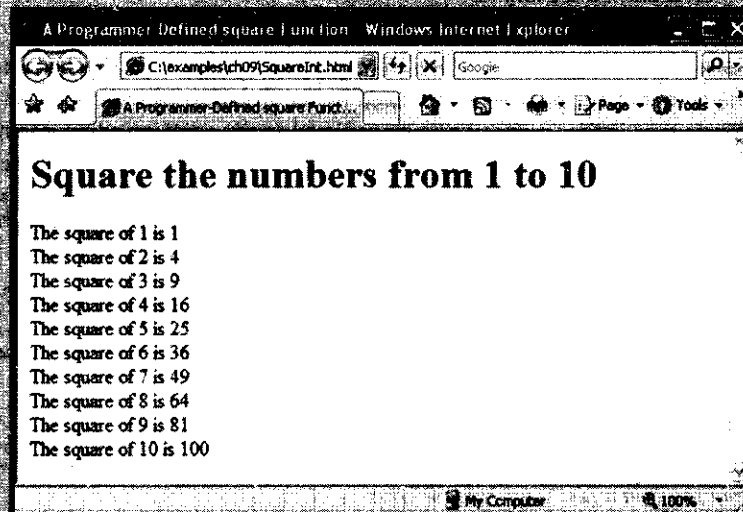 A Programmer Defined square Function Windows Internet Explorer
C:\examples\ch09\SquareInt.html Google
A Programmer-Defined square Funct... Page Tools
Square the numbers from 1 to 10
The square of 1 is 1
The square of 2 is 4
The square of 3 is 9
The square of 4 is 16
The square of 5 is 25
The square of 6 is 36
The square of 7 is 49
The square of 8 is 64
The square of 9 is 81
The square of 10 is 100
My Computer 100%